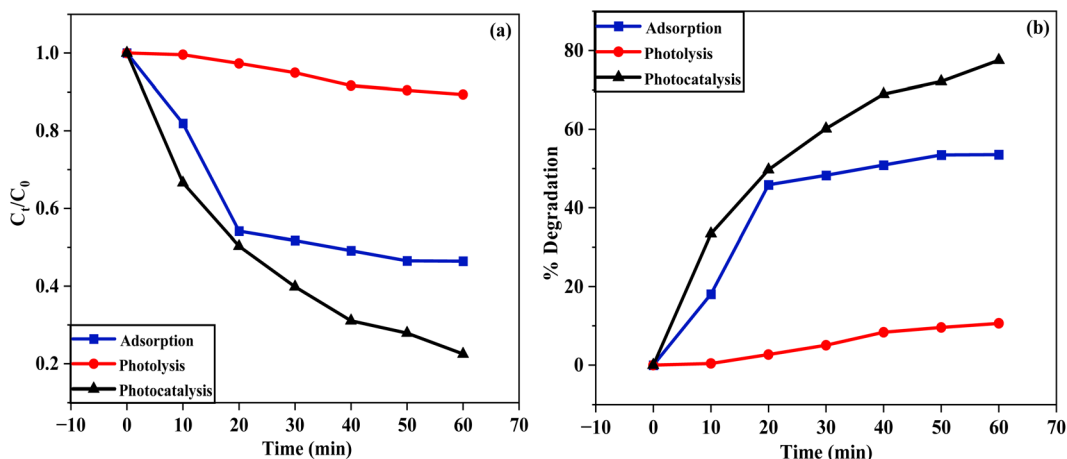 (a)
1.0
0.8
0.6
0.4
0.2
C_t/C_0
Adsorption
Photolysis
Photocatalysis
−10 0 10 20 30 40 50 60 70
Time (min)
(b)
Adsorption
Photolysis
Photocatalysis
80
60
40
20
0
% Degradation
−10 0 10 20 30 40 50 60 70
Time (min)